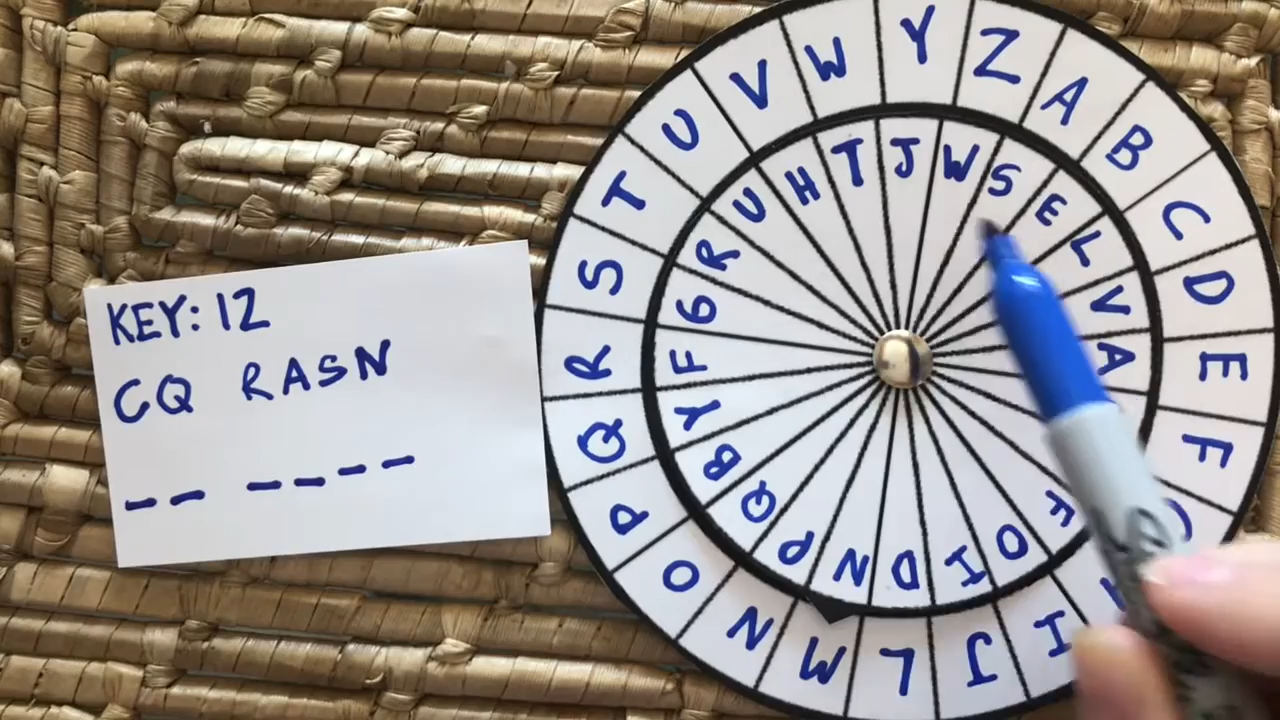 KEY: 12
CQ RASN
Y Z A B C D E F G I J L M N O P Q R S T U V W
J W S E L V A F O I D N P Q B Y F G R U H T